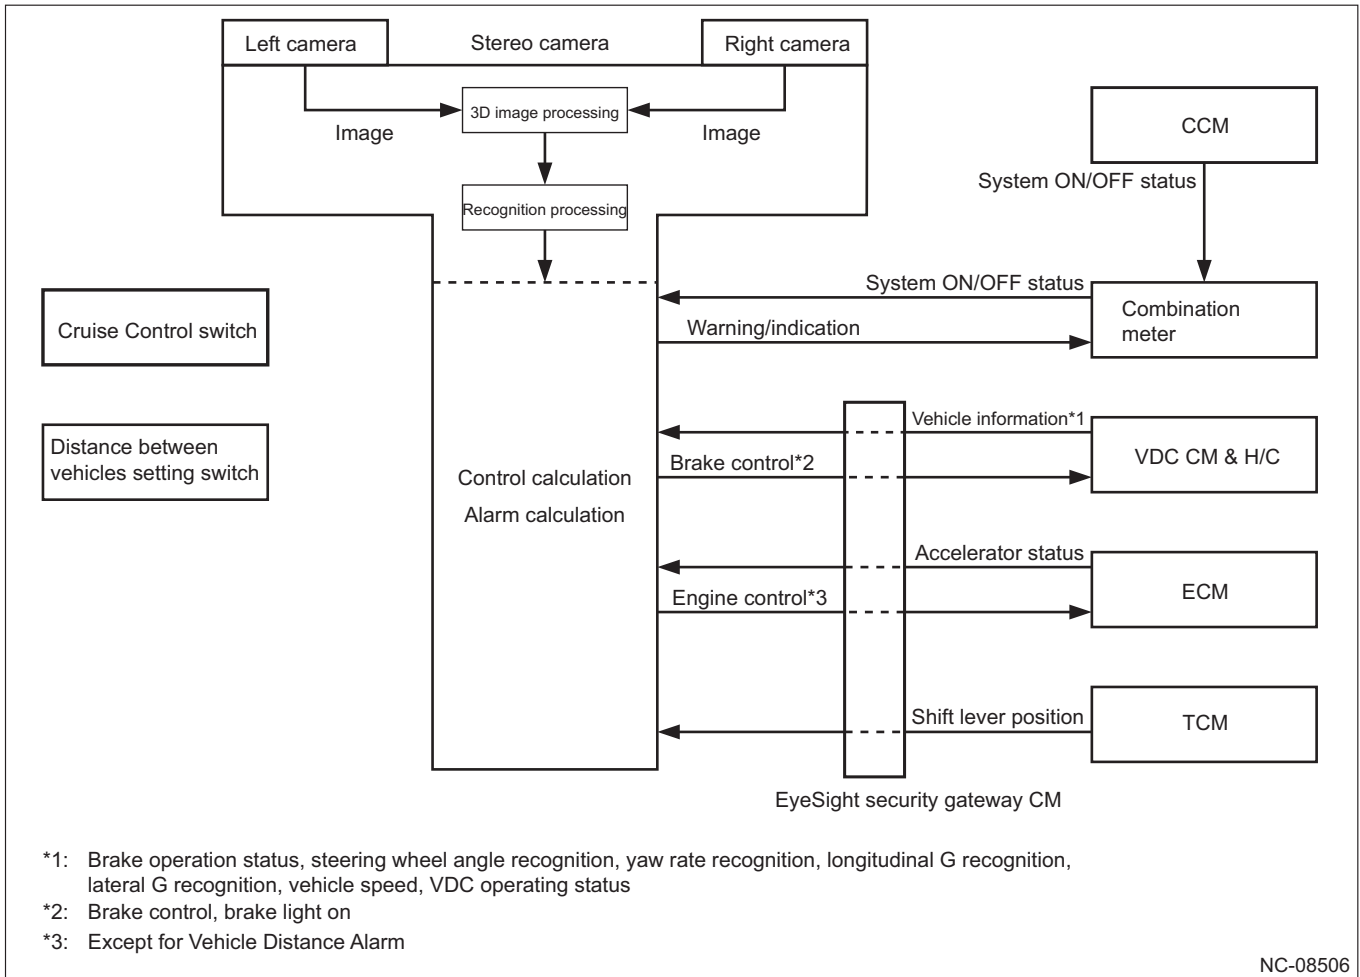 Left camera
Stereo camera
Right camera
3D image processing
Image
Image
CCM
System ON/OFF status
Recognition processing
System ON/OFF status
Combination
meter
Warning/indication
Cruise Control switch
Distance between
vehicles setting switch
Control calculation
Alarm calculation
Vehicle information*1
Brake control*2
VDC CM & H/C
Accelerator status
Engine control*3
ECM
Shift lever position
TCM
EyeSight security gateway CM
*1: Brake operation status, steering wheel angle recognition, yaw rate recognition, longitudinal G recognition,
lateral G recognition, vehicle speed, VDC operating status
*2: Brake control, brake light on
*3: Except for Vehicle Distance Alarm
NC-08506